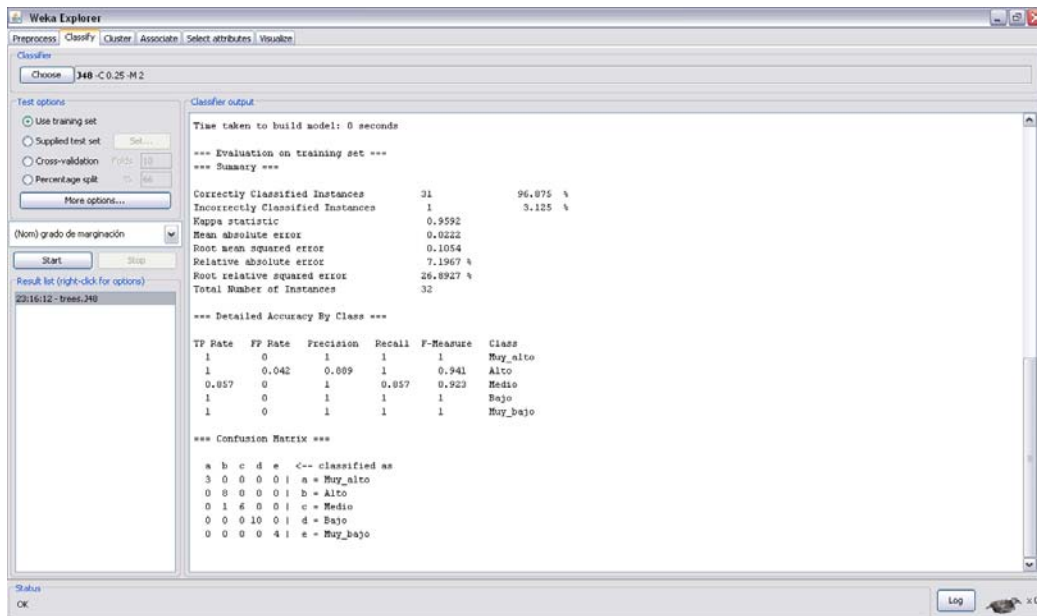 Weka Explorer
Preprocess Classify Cluster Associate Select attributes Visualize
Classifier
Choose J48 -C 0.25 -M 2
Test options
Use training set
Supplied test set Set...
Cross-validation Folds 10
Percentage split % 66
More options...
(Nom) grado de marginación
Start Stop
Result list (right-click for options)
23:16:12 - trees.J48
Classifier output
Time taken to build model: 0 seconds
=== Evaluation on training set ===
=== Summary ===
Correctly Classified Instances 31 96.875 %
Incorrectly Classified Instances 1 3.125 %
Kappa statistic 0.9592
Mean absolute error 0.0222
Root mean squared error 0.1054
Relative absolute error 7.1967 %
Root relative squared error 26.8927 %
Total Number of Instances 32
=== Detailed Accuracy By Class ===
TP Rate FP Rate Precision Recall F-Measure Class
1 0 1 1 1 Muy_alto
1 0.042 0.889 1 0.941 Alto
0.857 0 1 0.857 0.923 Medio
1 0 1 1 1 Bajo
1 0 1 1 1 Muy_bajo
=== Confusion Matrix ===
a b c d e <-- classified as
3 0 0 0 0 | a = Muy_alto
0 8 0 0 0 | b = Alto
0 1 6 0 0 | c = Medio
0 0 0 10 0 | d = Bajo
0 0 0 0 4 | e = Muy_bajo
Status
OK
Log
x 0